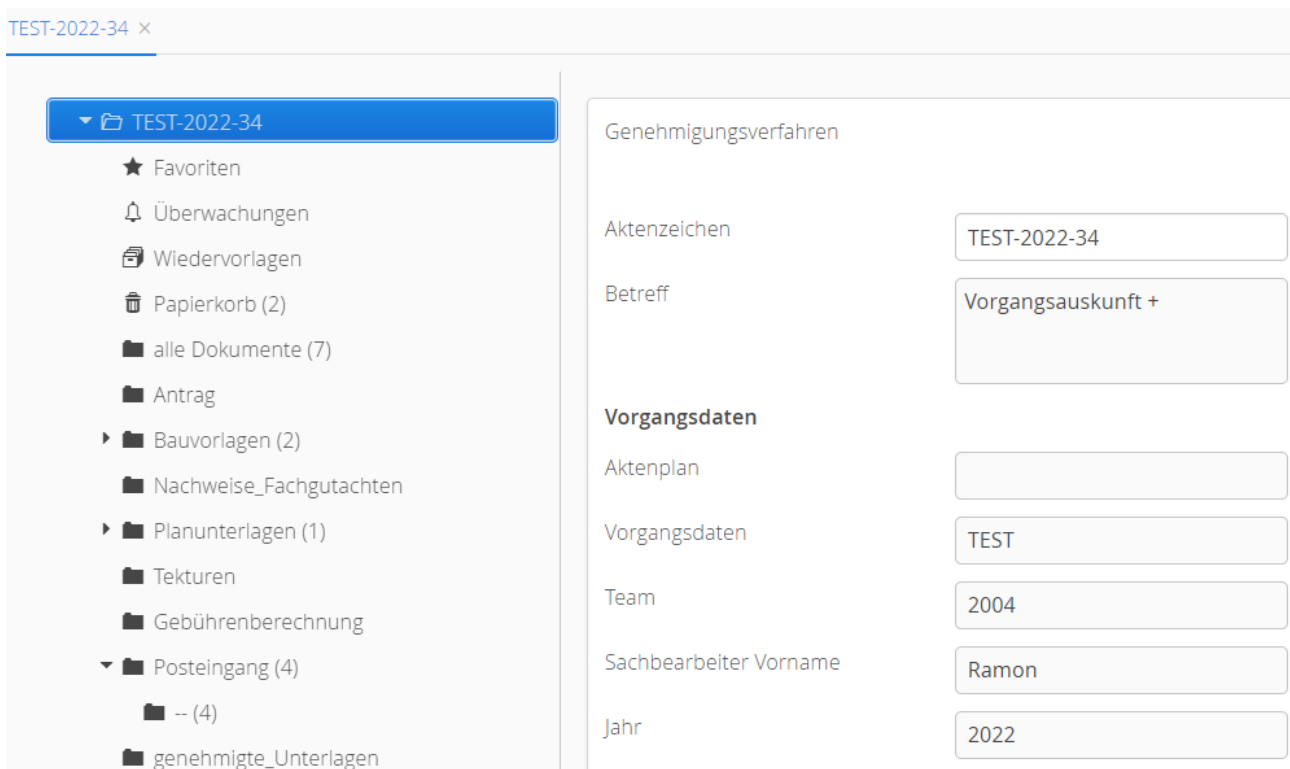 TEST-2022-34 ×
TEST-2022-34
Favoriten
Überwachungen
Wiedervorlagen
Papierkorb (2)
alle Dokumente (7)
Antrag
Bauvorlagen (2)
Nachweise_Fachgutachten
Planunterlagen (1)
Tekturen
Gebührenberechnung
Posteingang (4)
-- (4)
genehmigte_Unterlagen
Genehmigungsverfahren
Aktenzeichen TEST-2022-34
Betreff Vorgangsauskunft +
Vorgangsdaten
Aktenplan
Vorgangsdaten TEST
Team 2004
Sachbearbeiter Vorname Ramon
Jahr 2022